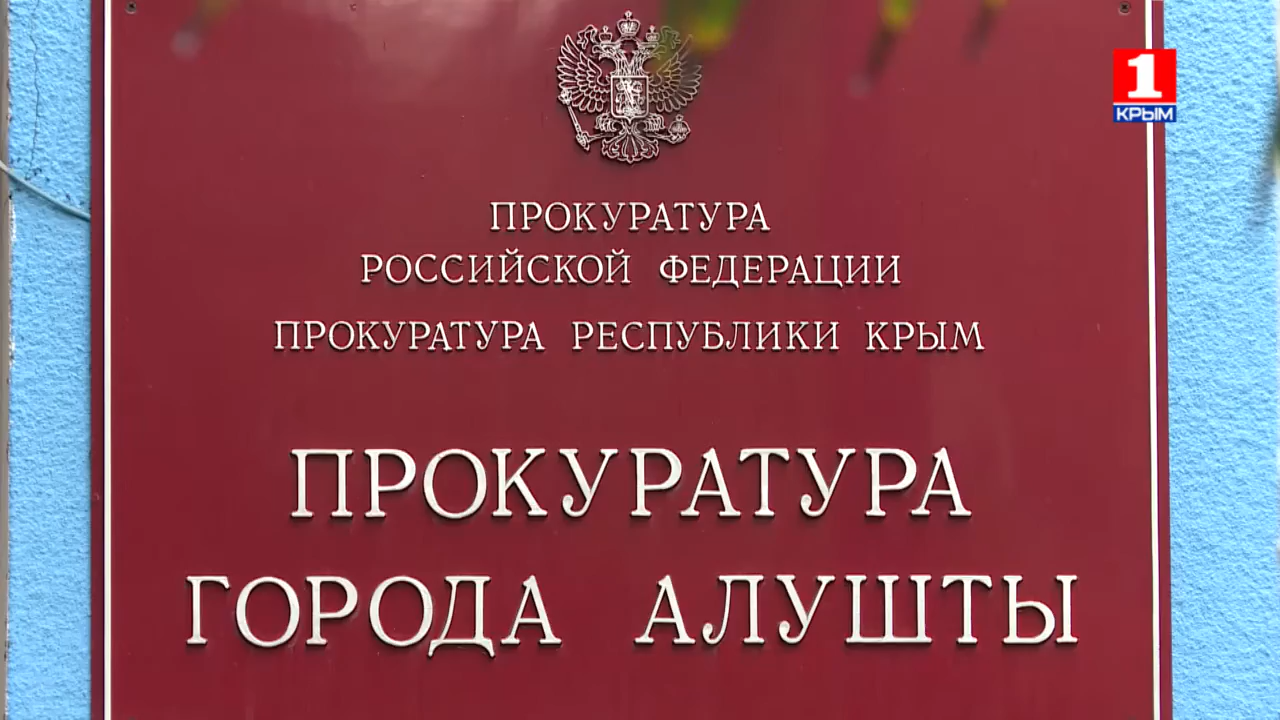 1
КРЫМ
ПРОКУРАТУРА
РОССИЙСКОЙ ФЕДЕРАЦИИ
ПРОКУРАТУРА РЕСПУБЛИКИ КРЫМ
ПРОКУРАТУРА
ГОРОДА АЛУШТЫ